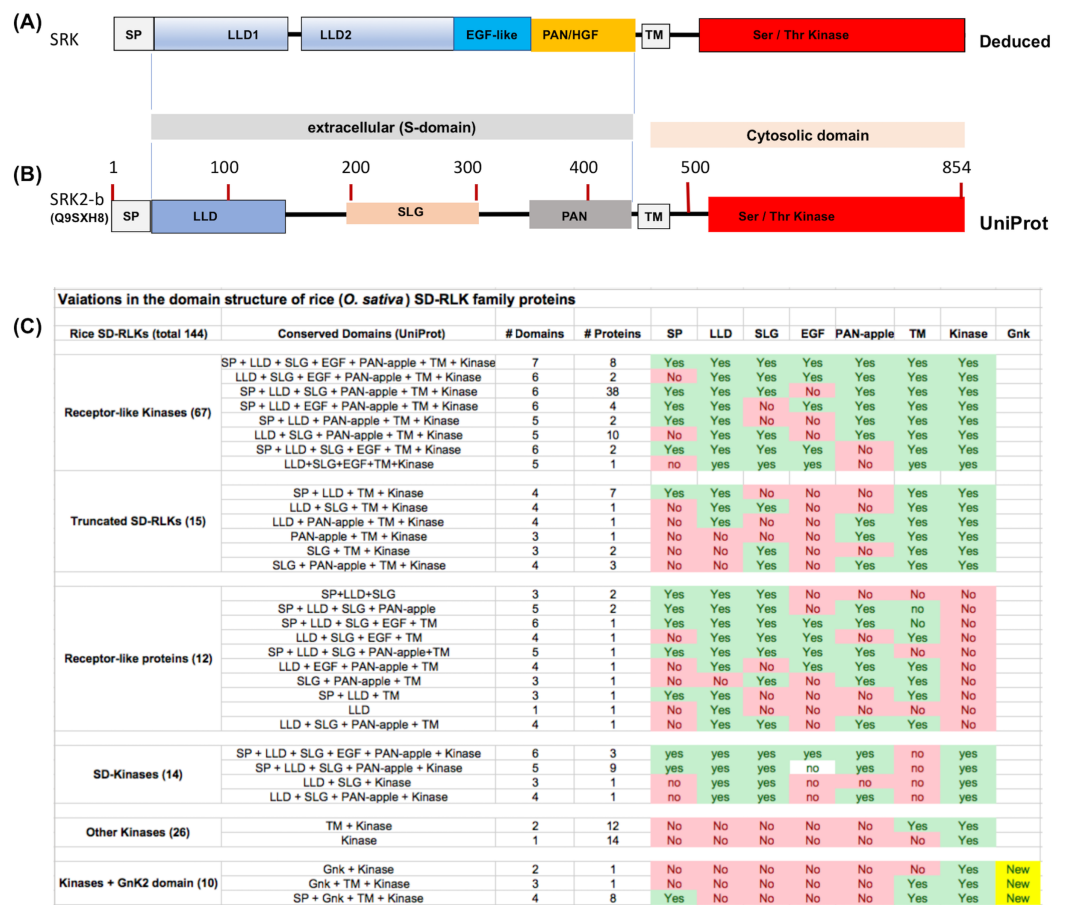 (A)
SRK
SP LLD1 LLD2 EGF-like PAN/HGF TM Ser / Thr Kinase
Deduced
extracellular (S-domain)
Cytosolic domain
(B)
1 100 200 300 400 500 854
SRK2-b
(Q9SXH8)
SP LLD SLG PAN TM Ser / Thr Kinase
UniProt
(C)
Vaiations in the domain structure of rice (O. sativa) SD-RLK family proteins
Rice SD-RLKs (total 144) Conserved Domains (UniProt) # Domains # Proteins SP LLD SLG EGF PAN-apple TM Kinase Gnk
Receptor-like Kinases (67)
SP + LLD + SLG + EGF + PAN-apple + TM + Kinase 7 8 Yes Yes Yes Yes Yes Yes Yes
LLD + SLG + EGF + PAN-apple + TM + Kinase 6 2 No Yes Yes Yes Yes Yes Yes
SP + LLD + SLG + PAN-apple + TM + Kinase 6 38 Yes Yes Yes No Yes Yes Yes
SP + LLD + EGF + PAN-apple + TM + Kinase 6 4 Yes Yes No Yes Yes Yes Yes
SP + LLD + PAN-apple + TM + Kinase 5 2 Yes Yes No No Yes Yes Yes
LLD + SLG + PAN-apple + TM + Kinase 5 10 No Yes Yes No Yes Yes Yes
SP + LLD + SLG + EGF + TM + Kinase 6 2 Yes Yes Yes Yes No Yes Yes
LLD+SLG+EGF+TM+Kinase 5 1 no yes yes yes No yes yes
Truncated SD-RLKs (15)
SP + LLD + TM + Kinase 4 7 Yes Yes No No No Yes Yes
LLD + SLG + TM + Kinase 4 1 No Yes Yes No No Yes Yes
LLD + PAN-apple + TM + Kinase 4 1 No Yes No No Yes Yes Yes
PAN-apple + TM + Kinase 3 1 No No No No Yes Yes Yes
SLG + TM + Kinase 3 2 No No Yes No No Yes Yes
SLG + PAN-apple + TM + Kinase 4 3 No No Yes No Yes Yes Yes
Receptor-like proteins (12)
SP+LLD+SLG 3 2 Yes Yes Yes No No No No
SP + LLD + SLG + PAN-apple 5 2 Yes Yes Yes No Yes no No
SP + LLD + SLG + EGF + TM 6 1 Yes Yes Yes Yes Yes No No
LLD + SLG + EGF + TM 4 1 No Yes Yes Yes No Yes No
SP + LLD + SLG + PAN-apple+TM 5 1 Yes Yes Yes Yes Yes No No
LLD + EGF + PAN-apple + TM 4 1 No Yes No Yes Yes Yes No
SLG + PAN-apple + TM 3 1 No No Yes No Yes Yes No
SP + LLD + TM 3 1 Yes Yes No No No Yes No
LLD 1 1 No Yes No No No No No
LLD + SLG + PAN-apple + TM 4 1 No Yes Yes No Yes Yes No
SD-Kinases (14)
SP + LLD + SLG + EGF + PAN-apple + Kinase 6 3 yes yes yes yes yes no yes
SP + LLD + SLG + PAN-apple + Kinase 5 9 yes yes yes no yes no yes
LLD + SLG + Kinase 3 1 no yes yes no no no yes
LLD + SLG + PAN-apple + Kinase 4 1 no yes yes no yes no yes
Other Kinases (26)
TM + Kinase 2 12 No No No No No Yes Yes
Kinase 1 14 No No No No No No Yes
Kinases + GnK2 domain (10)
Gnk + Kinase 2 1 No No No No No No Yes New
Gnk + TM + Kinase 3 1 No No No No No Yes Yes New
SP + Gnk + TM + Kinase 4 8 Yes No No No No Yes Yes New